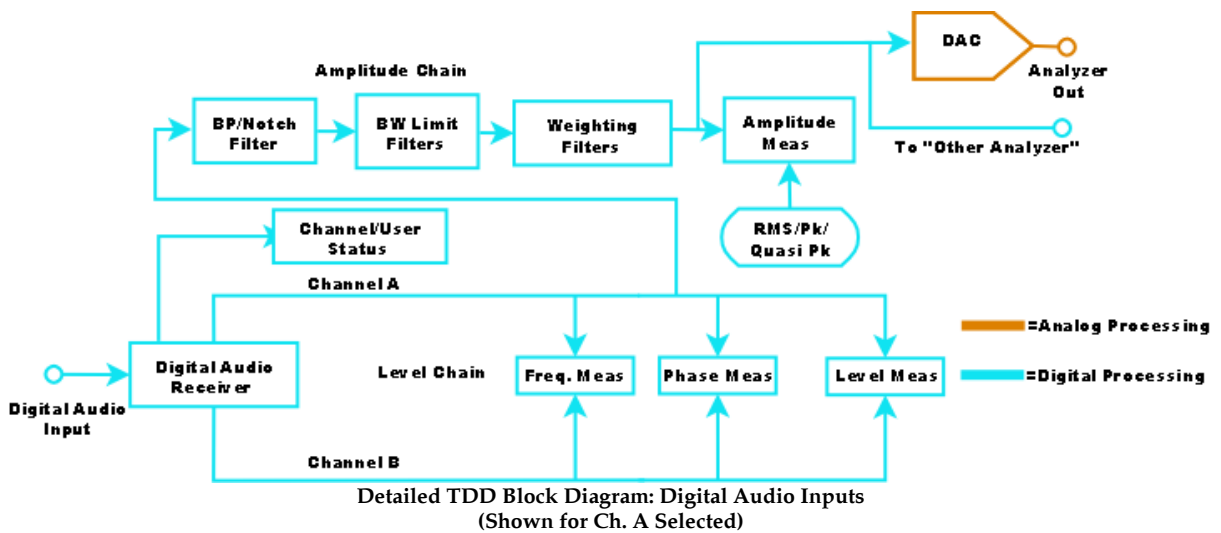 DAC
Analyzer
Out
Amplitude Chain
BP/Notch
Filter
BW Limit
Filters
Weighting
Filters
Amplitude
Meas
To "Other Analyzer"
Channel/User
Status
RMS/Pk/
Quasi Pk
Channel A
=Analog Processing
Digital Audio
Receiver
Level Chain
Freq. Meas
Phase Meas
Level Meas
=Digital Processing
Digital Audio
Input
Channel B
Detailed TDD Block Diagram: Digital Audio Inputs
(Shown for Ch. A Selected)